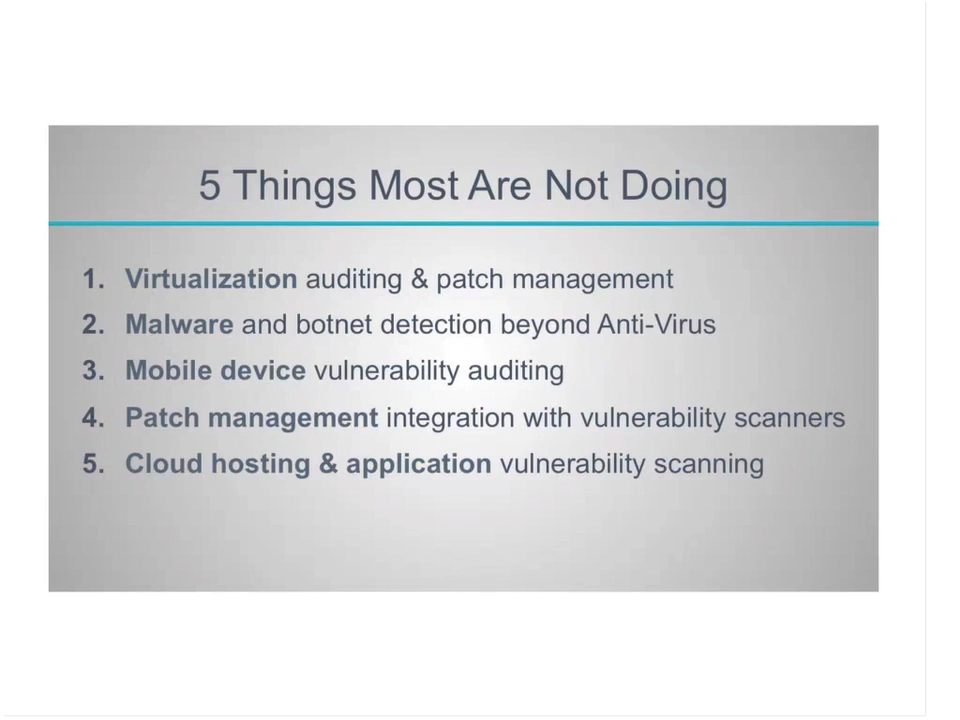 5 Things Most Are Not Doing
1. Virtualization auditing & patch management
2. Malware and botnet detection beyond Anti-Virus
3. Mobile device vulnerability auditing
4. Patch management integration with vulnerability scanners
5. Cloud hosting & application vulnerability scanning